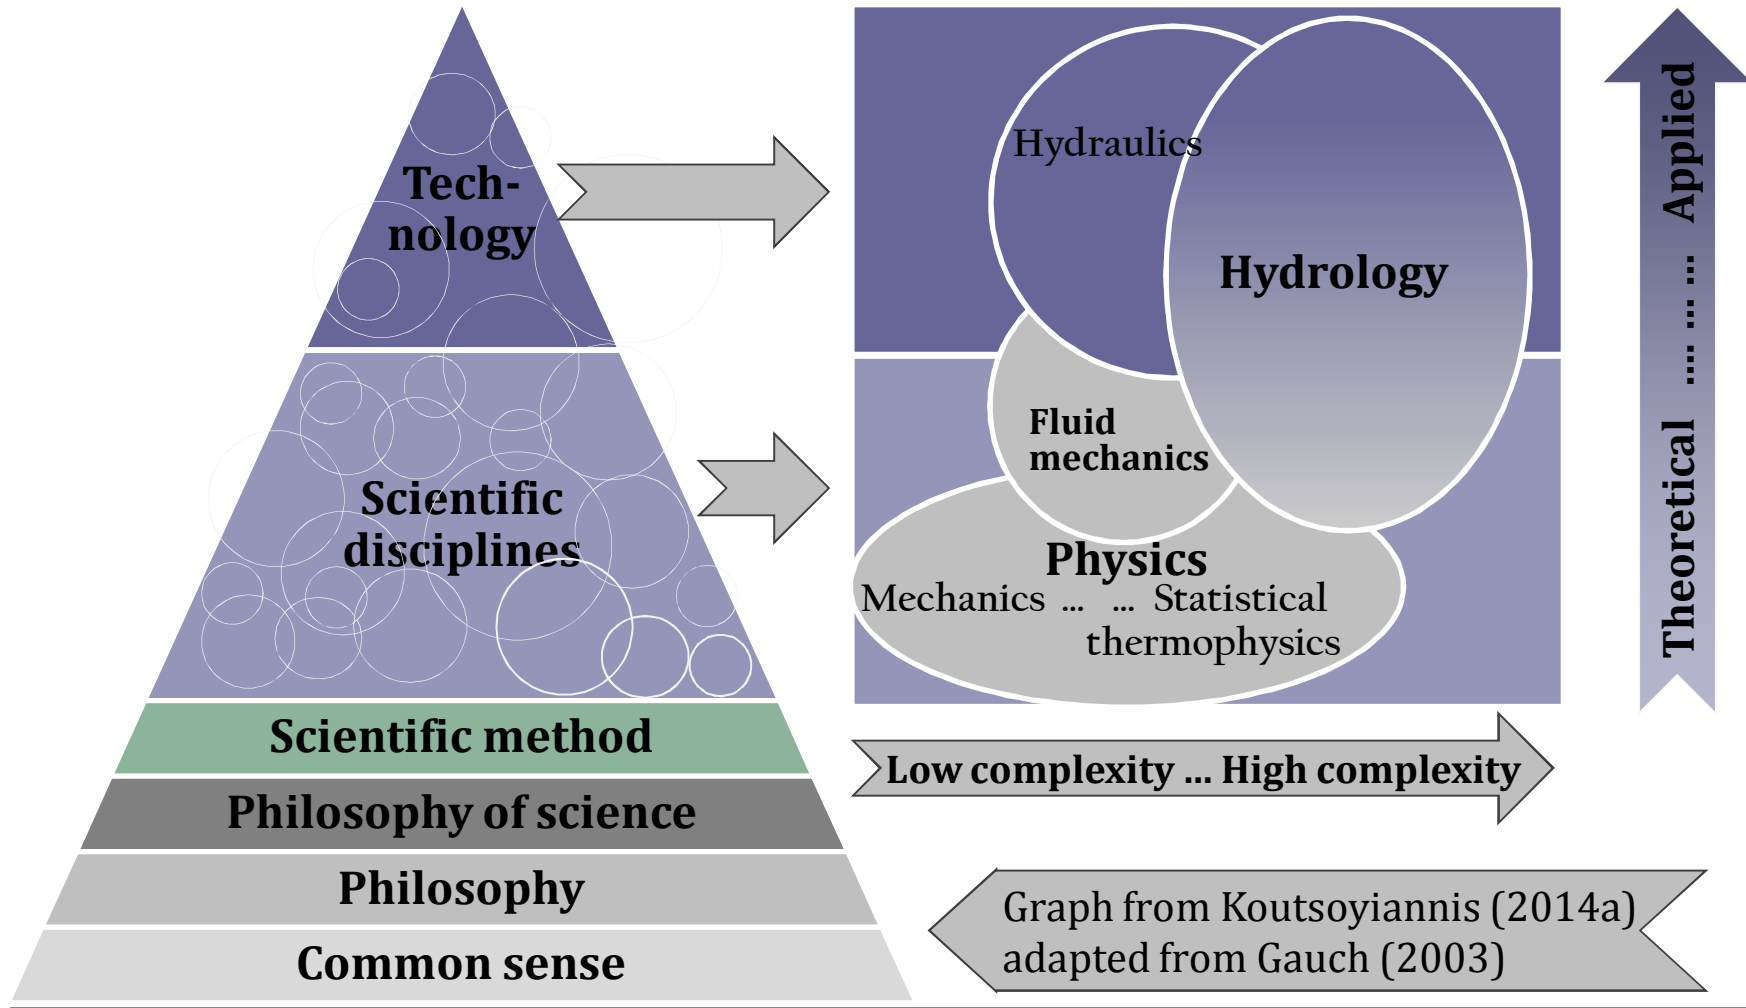 Tech-
nology
Scientific
disciplines
Scientific method
Philosophy of science
Philosophy
Common sense
Hydraulics
Hydrology
Fluid
mechanics
Physics
Mechanics ... ... Statistical
thermophysics
Theoretical .... ... ... Applied
Low complexity ... High complexity
Graph from Koutsoyiannis (2014a)
adapted from Gauch (2003)